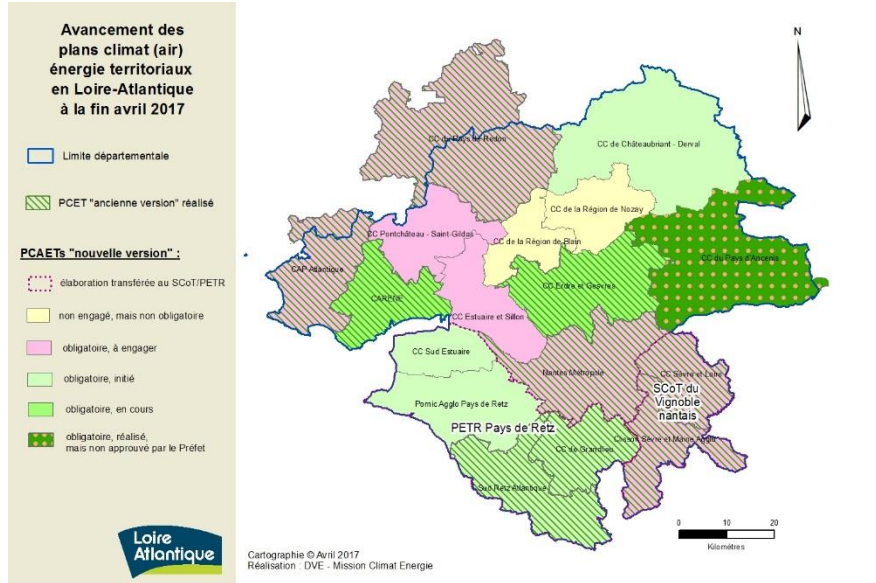 Avancement des
plans climat (air)
énergie territoriaux
en Loire-Atlantique
à la fin avril 2017
Limite départementale
PCET "ancienne version" réalisé
PCAETs "nouvelle version" :
élaboration transférée au SCoT/PETR
non engagé, mais non obligatoire
obligatoire, à engager
obligatoire, initié
obligatoire, en cours
obligatoire, réalisé,
mais non approuvé par le Préfet
Loire
Atlantique
N
CC du Pays de Redon
CC de Châteaubriant - Derval
CC de la Région de Nozay
CC Pontchâteau - Saint-Gildas
CC de la Région de Blain
CC du Pays d'Ancenis
CAP Atlantique
CARENE
CC Erdre et Gesvres
CC Estuaire et Sillon
CC Sud Estuaire
Nantes Métropole
CC Sèvre et Loire
SCoT du
Vignoble
nantais
Pornic Agglo Pays de Retz
PETR Pays de Retz
CC de Grandlieu
Clisson Sèvre et Maine Agglo
Sud Retz Atlantique
0 10 20
Kilomètres
Cartographie © Avril 2017
Réalisation : DVE - Mission Climat Energie